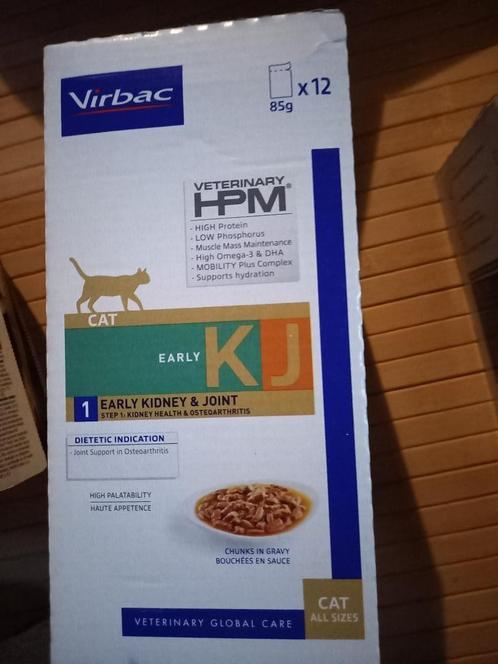 Virbac
x 12
85g
VETERINARY
HPM®
- HIGH Protein
- LOW Phosphorus
- Muscle Mass Maintenance
- High Omega-3 & DHA
- MOBILITY Plus Complex
- Supports hydration
CAT
EARLY KJ
1 EARLY KIDNEY & JOINT
STEP 1: KIDNEY HEALTH & OSTEOARTHRITIS
DIETETIC INDICATION
- Joint Support in Osteoarthritis
HIGH PALATABILITY
HAUTE APPETENCE
CHUNKS IN GRAVY
BOUCHÉES EN SAUCE
VETERINARY GLOBAL CARE
CAT
ALL SIZES